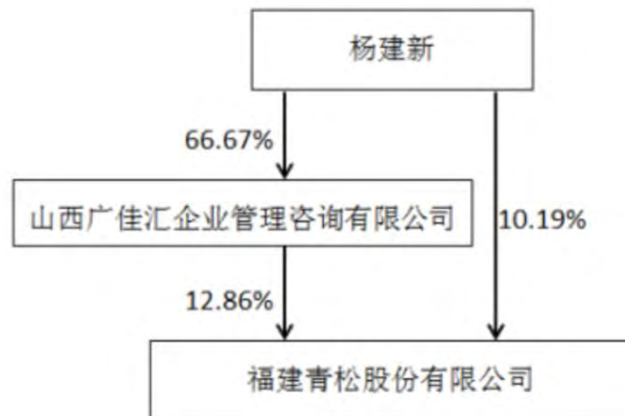 杨建新
66.67%
山西广佳汇企业管理咨询有限公司
10.19%
12.86%
福建青松股份有限公司